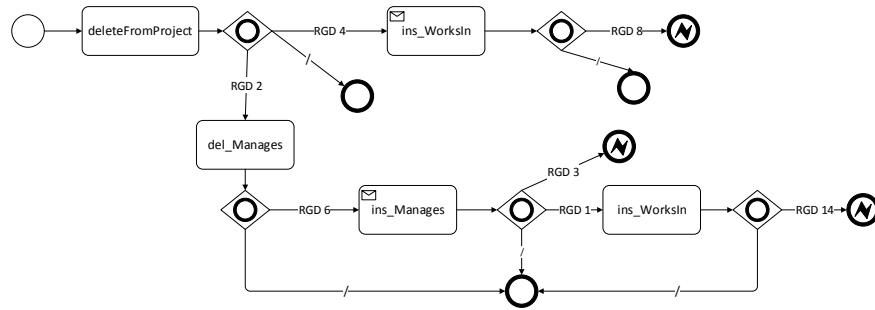 deleteFromProject
RGD 4
ins_WorksIn
RGD 8
/
/
RGD 2
del_Manages
RGD 3
RGD 6
ins_Manages
RGD 1
ins_WorksIn
RGD 14
/
/
/